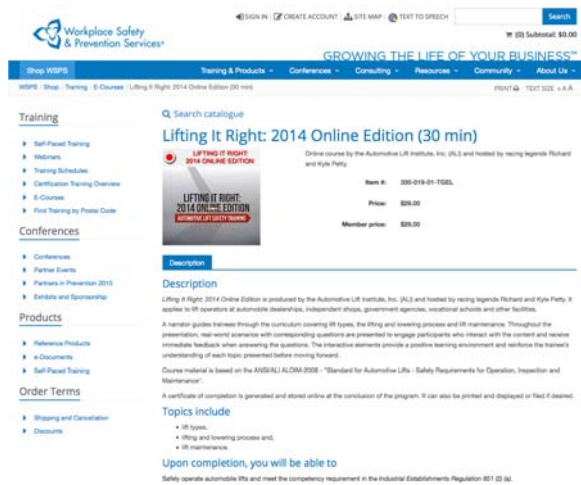 SIGN IN | CREATE ACCOUNT | SITE MAP | TEXT TO SPEECH
Search
Workplace Safety
& Prevention Services
(0) Subtotal: $0.00
GROWING THE LIFE OF YOUR BUSINESS
Shop WSPS Training & Products Conferences Consulting Resources Community About Us
WSPS / Shop / Training / E-Courses / Lifting It Right: 2014 Online Edition (30 min)
PRINT TEXT SIZE A A A
Training
Self-Paced Training
Webinars
Training Schedules
Certification Training Overview
E-Courses
Find Training by Postal Code
Conferences
Conferences
Partner Events
Partners in Prevention 2015
Exhibits and Sponsorship
Products
Reference Products
e-Documents
Self-Paced Training
Order Terms
Shipping and Cancellation
Discounts
Search catalogue
Lifting It Right: 2014 Online Edition (30 min)
LIFTING IT RIGHT:
2014 ONLINE EDITION
LIFTING IT RIGHT:
2014 ONLINE EDITION
AUTOMOTIVE LIFT SAFETY TRAINING
Online course by the Automotive Lift Institute, Inc. (ALI) and hosted by racing legends Richard
and Kyle Petty.
Item #: 300-019-01-TGEL
Price: $29.00
Member price: $29.00
Description
Description
Lifting It Right: 2014 Online Edition is produced by the Automotive Lift Institute, Inc. (ALI) and hosted by racing legends Richard and Kyle Petty. It
applies to lift operators at automobile dealerships, independent shops, government agencies, vocational schools and other facilities.
A narrator guides trainees through the curriculum covering lift types, the lifting and lowering process and lift maintenance. Throughout the
presentation, real-world scenarios with corresponding questions are presented to engage participants who interact with the content and receive
immediate feedback when answering the questions. The interactive elements provide a positive learning environment and reinforce the trainee's
understanding of each topic presented before moving forward.
Course material is based on the ANSI/ALI ALOIM-2008 - "Standard for Automotive Lifts - Safety Requirements for Operation, Inspection and
Maintenance".
A certificate of completion is generated and stored online at the conclusion of the program. It can also be printed and displayed or filed if desired.
Topics include
lift types,
lifting and lowering process and,
lift maintenance.
Upon completion, you will be able to
Safely operate automobile lifts and meet the competency requirement in the Industrial Establishments Regulation 851 (2) (a).